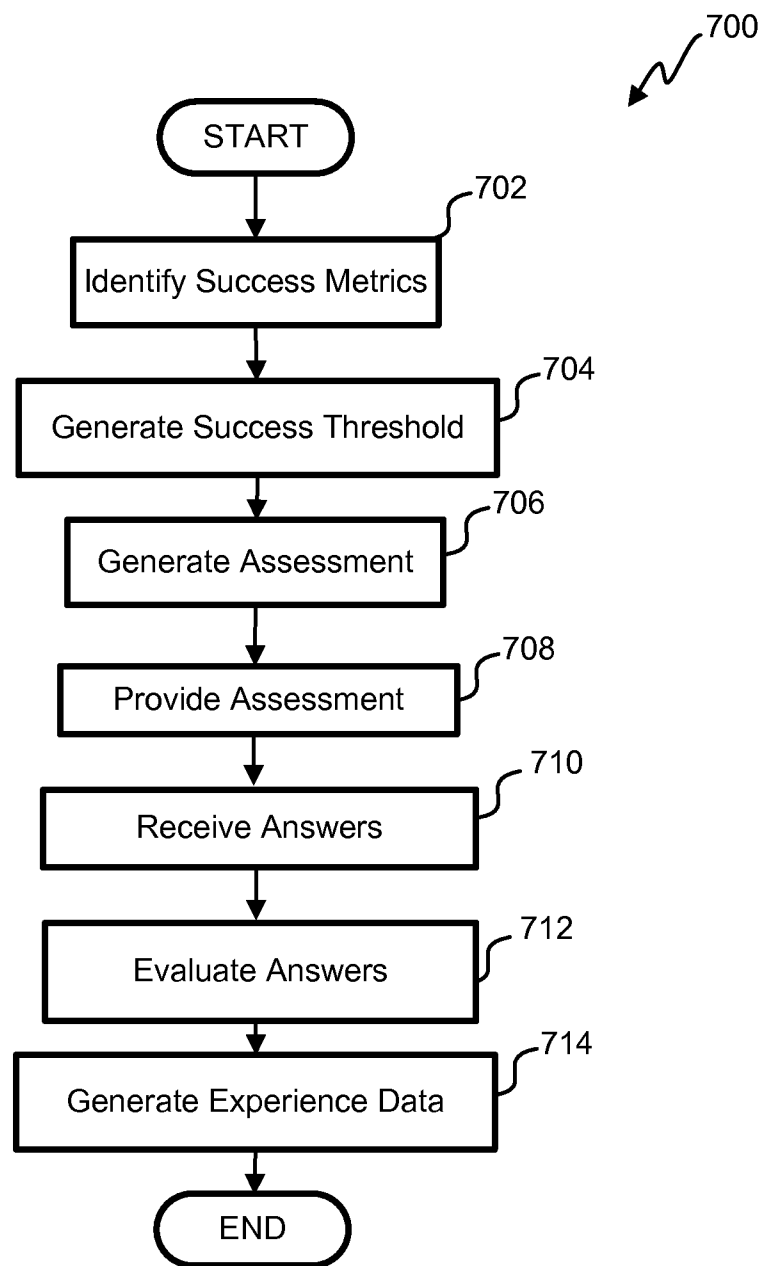 700
START
702
Identify Success Metrics
704
Generate Success Threshold
706
Generate Assessment
708
Provide Assessment
710
Receive Answers
712
Evaluate Answers
714
Generate Experience Data
END